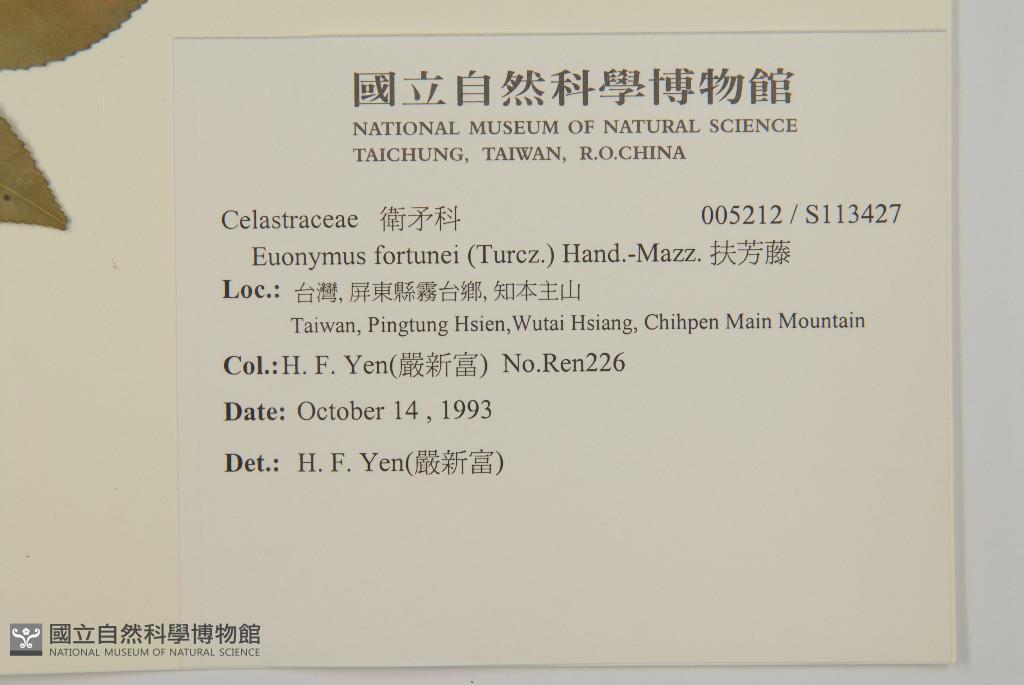 國立自然科學博物館
NATIONAL MUSEUM OF NATURAL SCIENCE
TAICHUNG, TAIWAN, R.O.CHINA
Celastraceae 衛矛科 005212 / S113427
Euonymus fortunei (Turcz.) Hand.-Mazz. 扶芳藤
Loc.: 台灣, 屏東縣霧台鄉, 知本主山
Taiwan, Pingtung Hsien,Wutai Hsiang, Chihpen Main Mountain
Col.:H. F. Yen(嚴新富) No.Ren226
Date: October 14 , 1993
Det.: H. F. Yen(嚴新富)
國立自然科學博物館
NATIONAL MUSEUM OF NATURAL SCIENCE